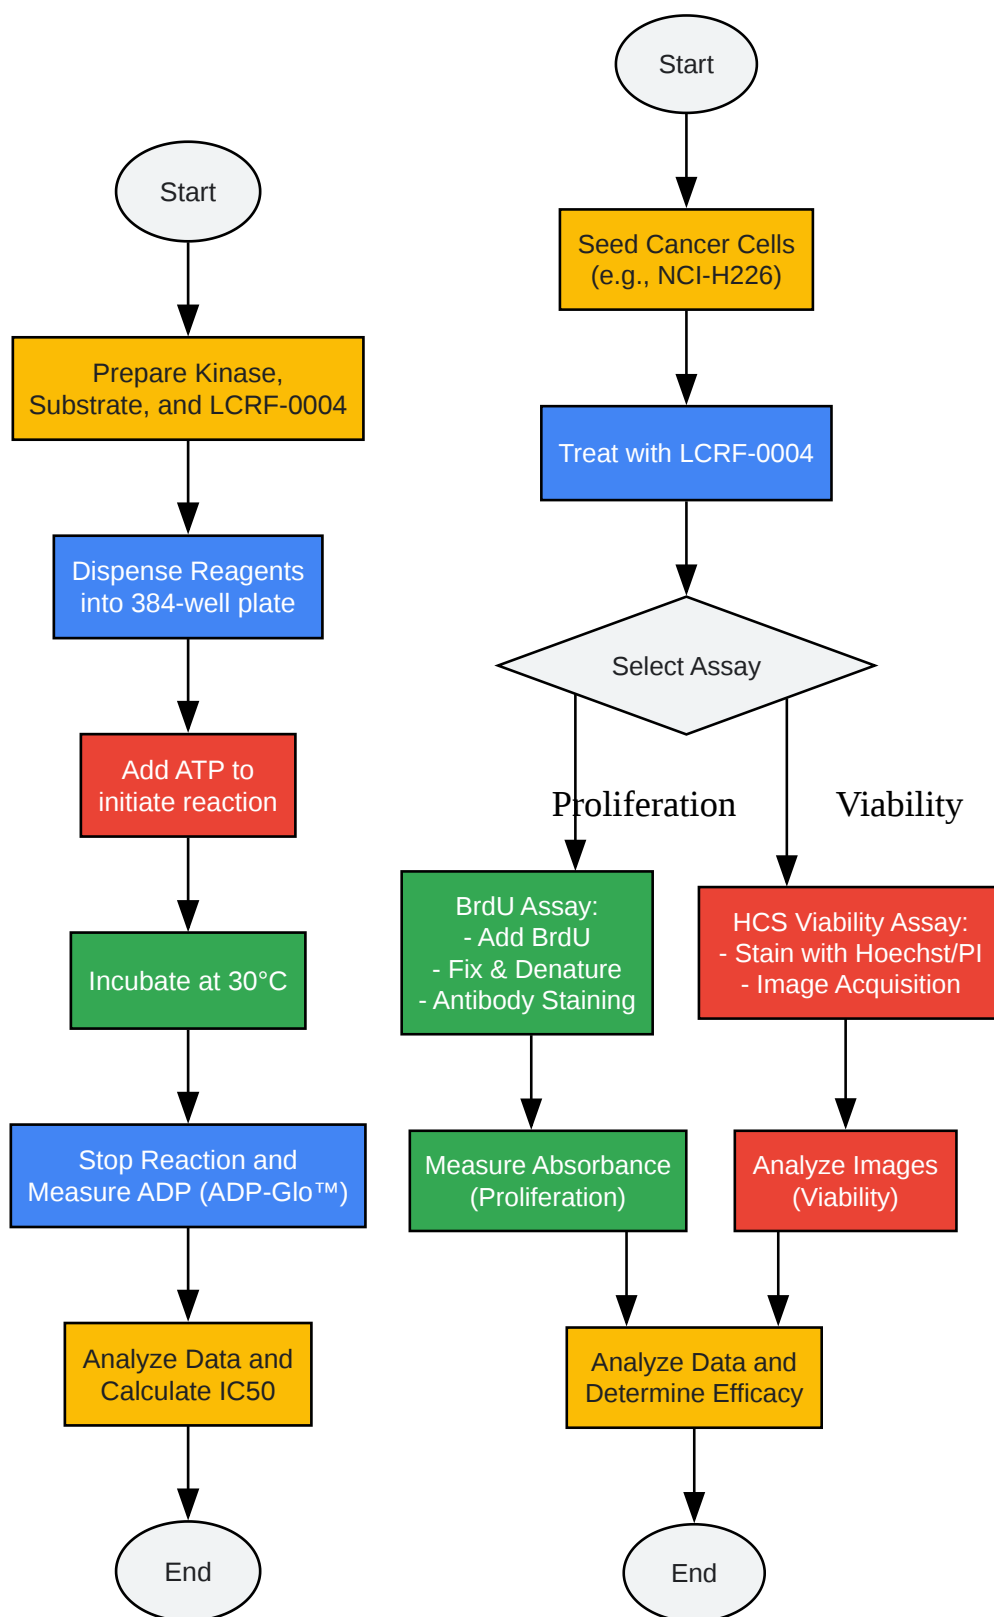 Start
Prepare Kinase,
Substrate, and LCRF-0004
Dispense Reagents
into 384-well plate
Add ATP to
initiate reaction
Incubate at 30°C
Stop Reaction and
Measure ADP (ADP-Glo™)
Analyze Data and
Calculate IC50
End
Start
Seed Cancer Cells
(e.g., NCI-H226)
Treat with LCRF-0004
Select Assay
Proliferation
Viability
BrdU Assay:
- Add BrdU
- Fix & Denature
- Antibody Staining
HCS Viability Assay:
- Stain with Hoechst/PI
- Image Acquisition
Measure Absorbance
(Proliferation)
Analyze Images
(Viability)
Analyze Data and
Determine Efficacy
End